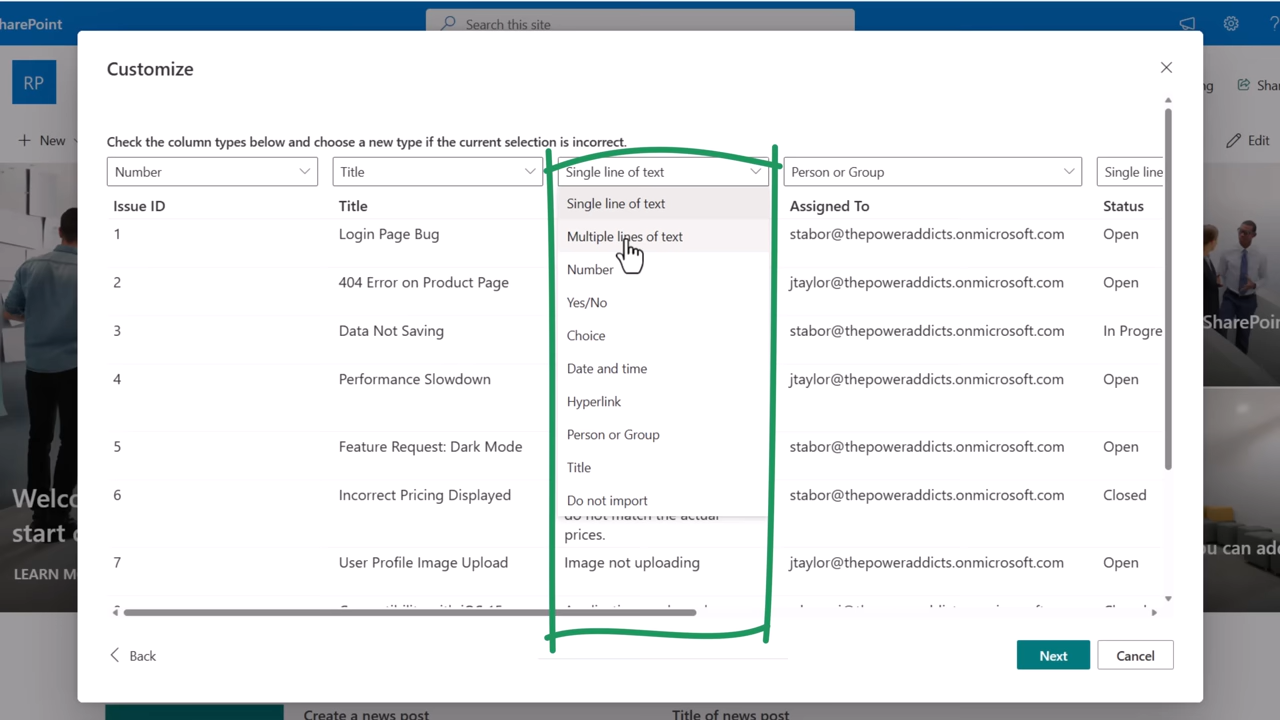 harePoint
Search this site
RP
Customize
ng
Shar
New
Edit
Check the column types below and choose a new type if the current selection is incorrect.
Number
Title
Single line of text
Person or Group
Single line
Issue ID
Title
Single line of text
Multiple lines of text
Number
Yes/No
Choice
Date and time
Hyperlink
Person or Group
Title
Do not import
Assigned To
Status
1
Login Page Bug
stabor@thepoweraddicts.onmicrosoft.com
Open
2
404 Error on Product Page
jtaylor@thepoweraddicts.onmicrosoft.com
Open
3
Data Not Saving
stabor@thepoweraddicts.onmicrosoft.com
In Progre
4
Performance Slowdown
jtaylor@thepoweraddicts.onmicrosoft.com
Open
5
Feature Request: Dark Mode
stabor@thepoweraddicts.onmicrosoft.com
Open
6
Incorrect Pricing Displayed
do not match the actual
prices.
stabor@thepoweraddicts.onmicrosoft.com
Closed
7
User Profile Image Upload
Image not uploading
jtaylor@thepoweraddicts.onmicrosoft.com
Open
Welco
start c
LEARN M
SharePoin
ou can add
Back
Next
Cancel
Create a news post
Title of news post